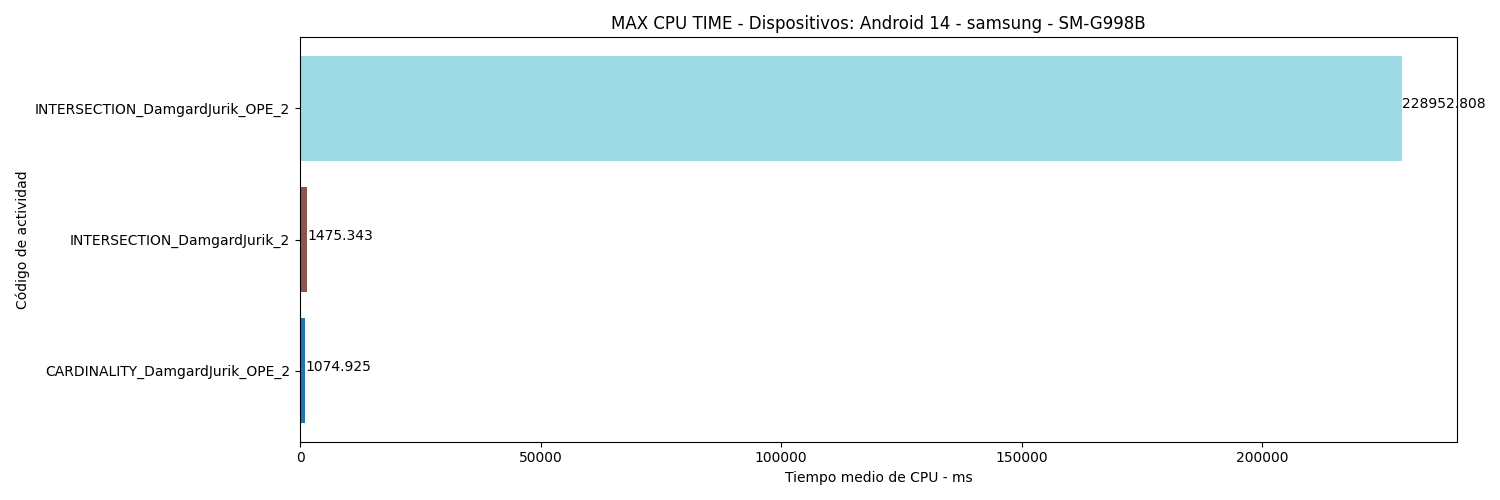 MAX CPU TIME - Dispositivos: Android 14 - samsung - SM-G998B
Código de actividad
INTERSECTION_DamgardJurik_OPE_2
228952.808
INTERSECTION_DamgardJurik_2
1475.343
CARDINALITY_DamgardJurik_OPE_2
1074.925
0 50000 100000 150000 200000
Tiempo medio de CPU - ms